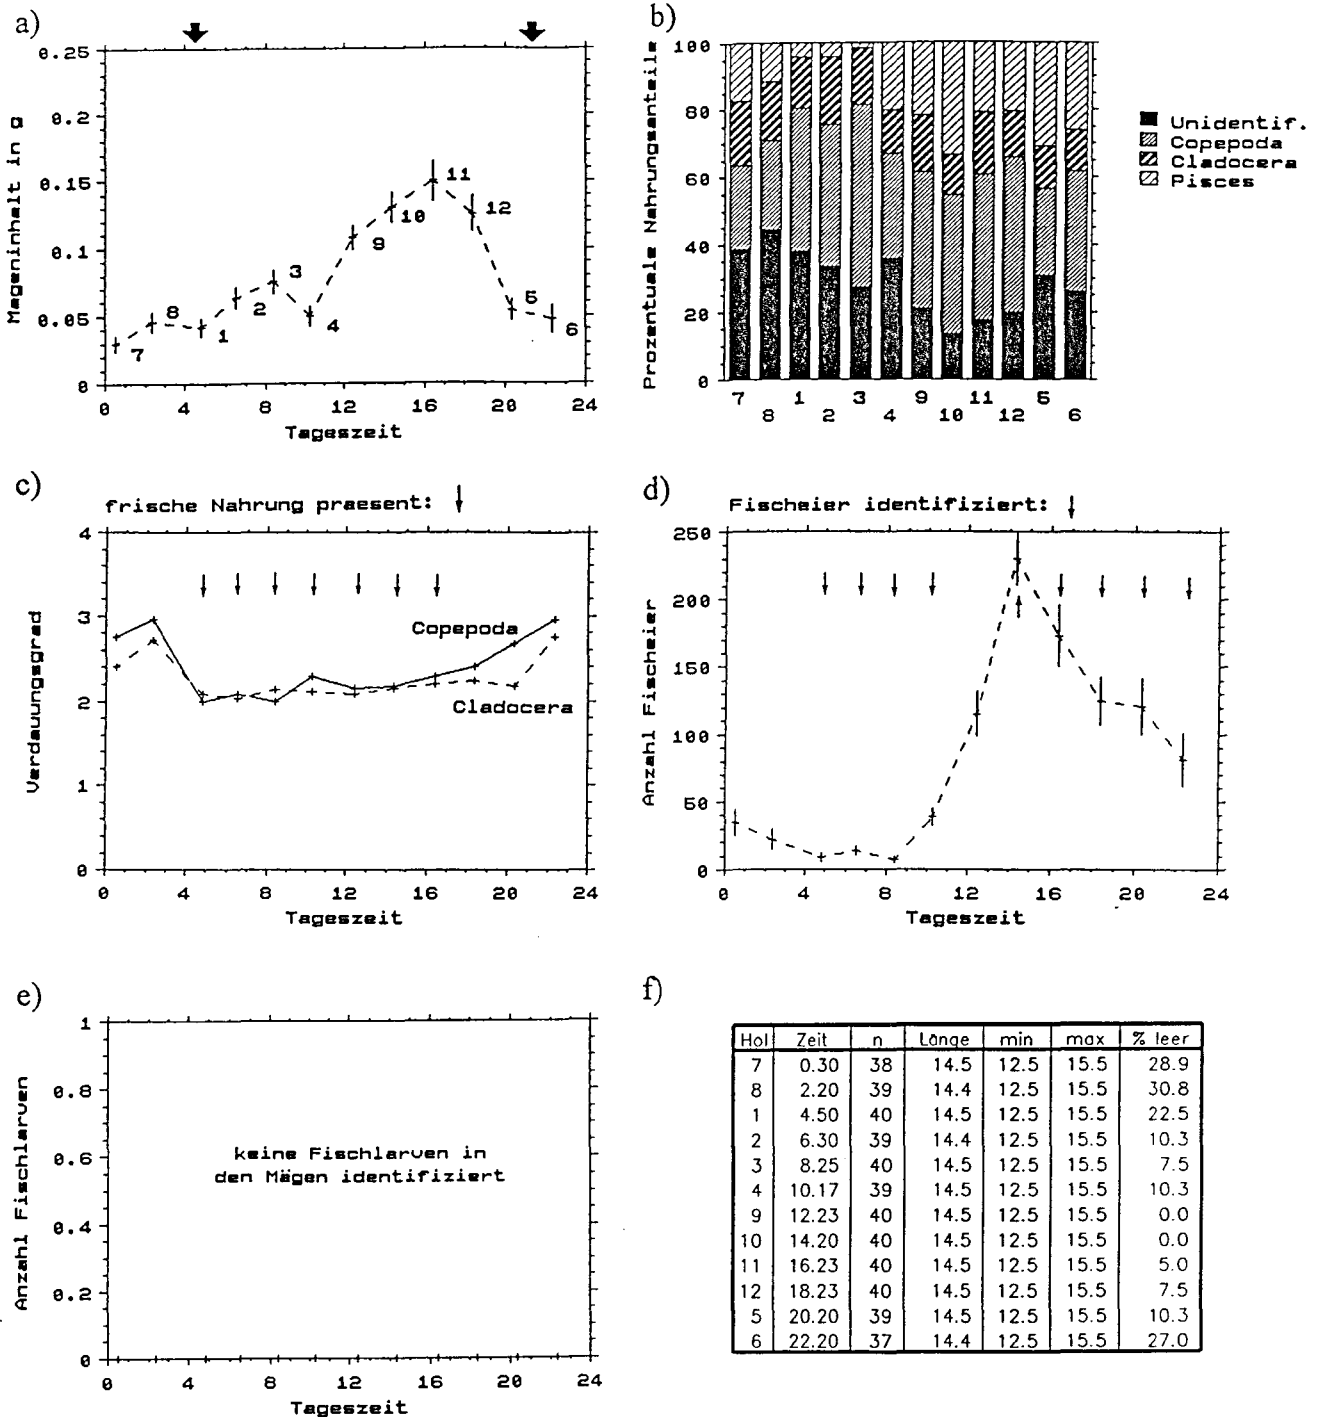 a)
0.25
0.2
0.15
0.1
0.05
0
Mageninhalt in g
7
8
1
2
3
4
9
10
11
12
5
6
0 4 8 12 16 20 24
Tageszeit
b)
100
80
60
40
20
0
Prozentuale Nahrungsanteile
7 1 3 9 11 5
8 2 4 10 12 6
Unidentif.
Copepoda
Cladocera
Pisces
c)
frische Nahrung praesent:
4
3
2
1
0
Verdauungsgrad
Copepoda
Cladocera
0 4 8 12 16 20 24
Tageszeit
d)
Fischeier identifiziert:
250
200
150
100
50
0
Anzahl Fischeier
0 4 8 12 16 20 24
Tageszeit
e)
1
0.8
0.6
0.4
0.2
0
Anzahl Fischlarven
keine Fischlarven in
den Mägen identifiziert
0 4 8 12 16 20 24
Tageszeit
f)
Hol Zeit n Länge min max % leer
7 0.30 38 14.5 12.5 15.5 28.9
8 2.20 39 14.4 12.5 15.5 30.8
1 4.50 40 14.5 12.5 15.5 22.5
2 6.30 39 14.4 12.5 15.5 10.3
3 8.25 40 14.5 12.5 15.5 7.5
4 10.17 39 14.5 12.5 15.5 10.3
9 12.23 40 14.5 12.5 15.5 0.0
10 14.20 40 14.5 12.5 15.5 0.0
11 16.23 40 14.5 12.5 15.5 5.0
12 18.23 40 14.5 12.5 15.5 7.5
5 20.20 39 14.5 12.5 15.5 10.3
6 22.20 37 14.4 12.5 15.5 27.0